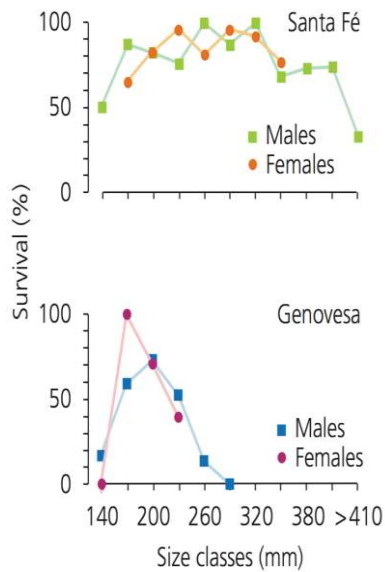 Santa Fé
100
50
0
Males
Females
Survival (%)
Genovesa
100
50
0
Males
Females
140 200 260 320 380 >410
Size classes (mm)